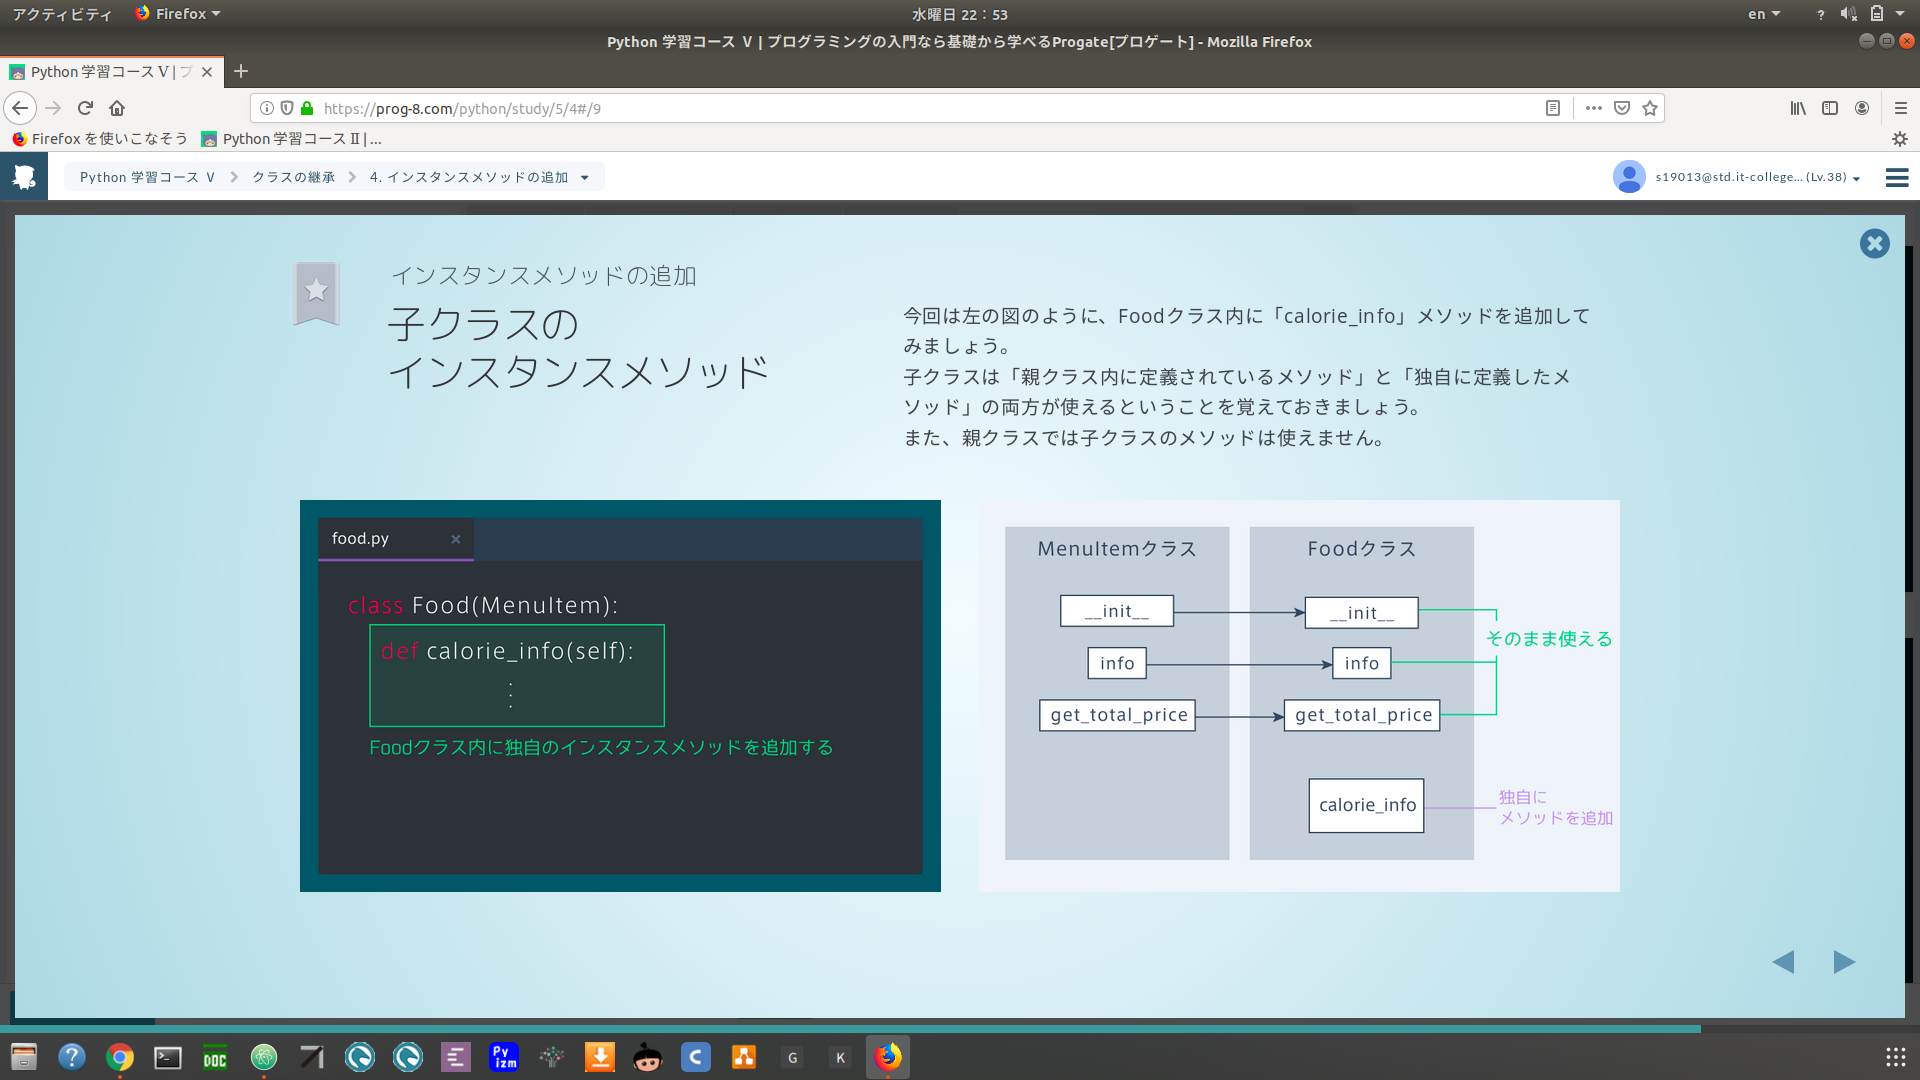 アクティビティ
Firefox
水曜日 22：53
en
Python 学習コース Ⅴ | プログラミングの入門なら基礎から学べるProgate[プロゲート] - Mozilla Firefox
Python 学習コース Ⅴ | プ
https://prog-8.com/python/study/5/4#/9
Firefox を使いこなそう
Python 学習コース Ⅱ | ...
Python 学習コース Ⅴ
クラスの継承
4. インスタンスメソッドの追加
s19013@std.it-college... (Lv.38)
インスタンスメソッドの追加
子クラスの
インスタンスメソッド
今回は左の図のように、Foodクラス内に「calorie_info」メソッドを追加して
みましょう。
子クラスは「親クラス内に定義されているメソッド」と「独自に定義したメ
ソッド」の両方が使えるということを覚えておきましょう。
また、親クラスでは子クラスのメソッドは使えません。
food.py
class Food(MenuItem):
def calorie_info(self):
Foodクラス内に独自のインスタンスメソッドを追加する
MenuItemクラス
Foodクラス
__init__
__init__
そのまま使える
info
info
get_total_price
get_total_price
calorie_info
独自に
メソッドを追加
DOC
Py
izm
C
G
K